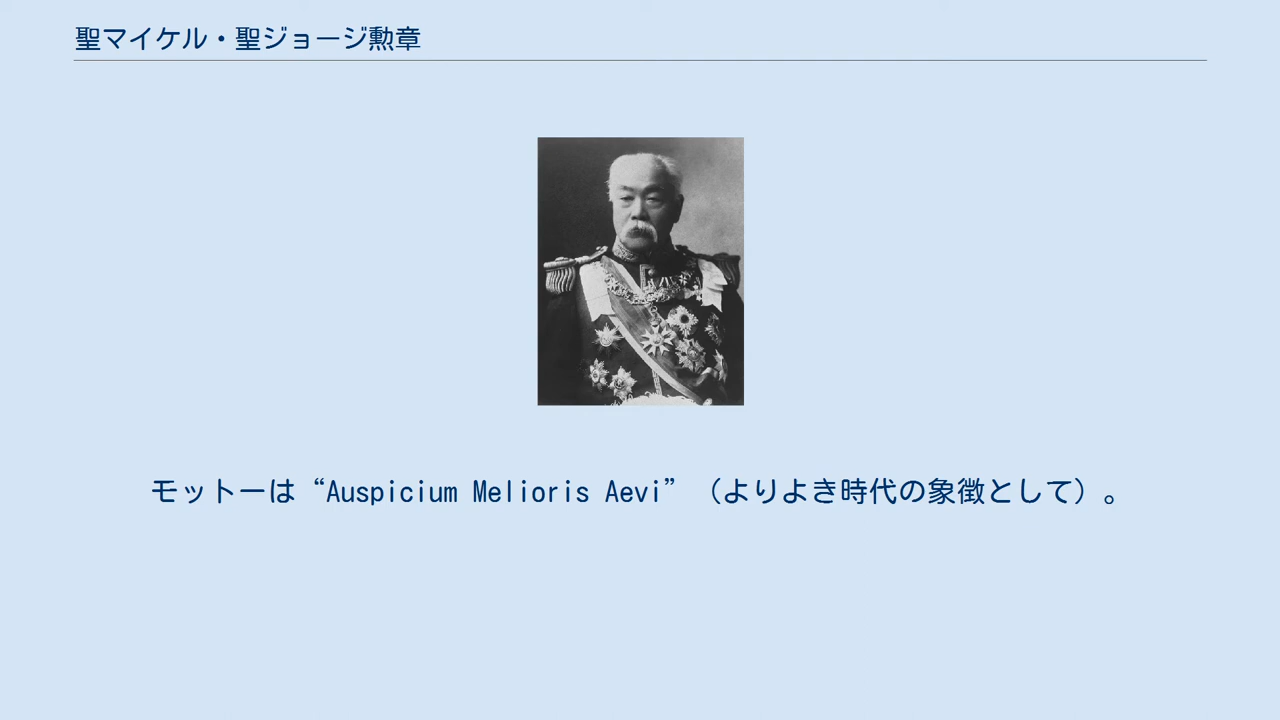 聖マイケル・聖ジョージ勲章
モットーは“Auspicium Melioris Aevi”（よりよき時代の象徴として）。